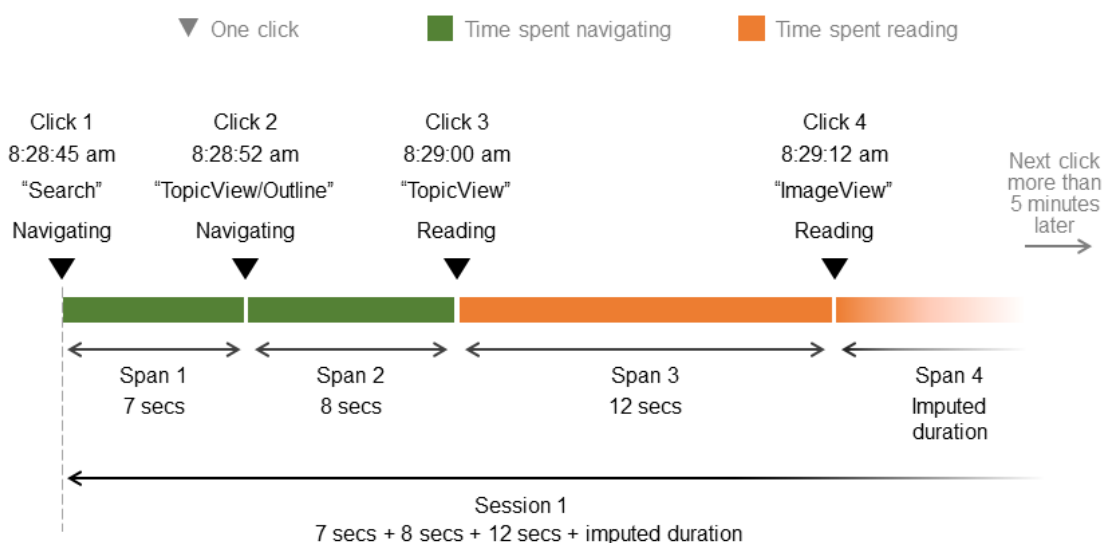 One click
Time spent navigating
Time spent reading
Click 1
8:28:45 am
“Search”
Navigating
Click 2
8:28:52 am
“TopicView/Outline”
Navigating
Click 3
8:29:00 am
“TopicView”
Reading
Click 4
8:29:12 am
“ImageView”
Reading
Next click
more than
5 minutes
later
Span 1
7 secs
Span 2
8 secs
Span 3
12 secs
Span 4
Imputed
duration
Session 1
7 secs + 8 secs + 12 secs + imputed duration